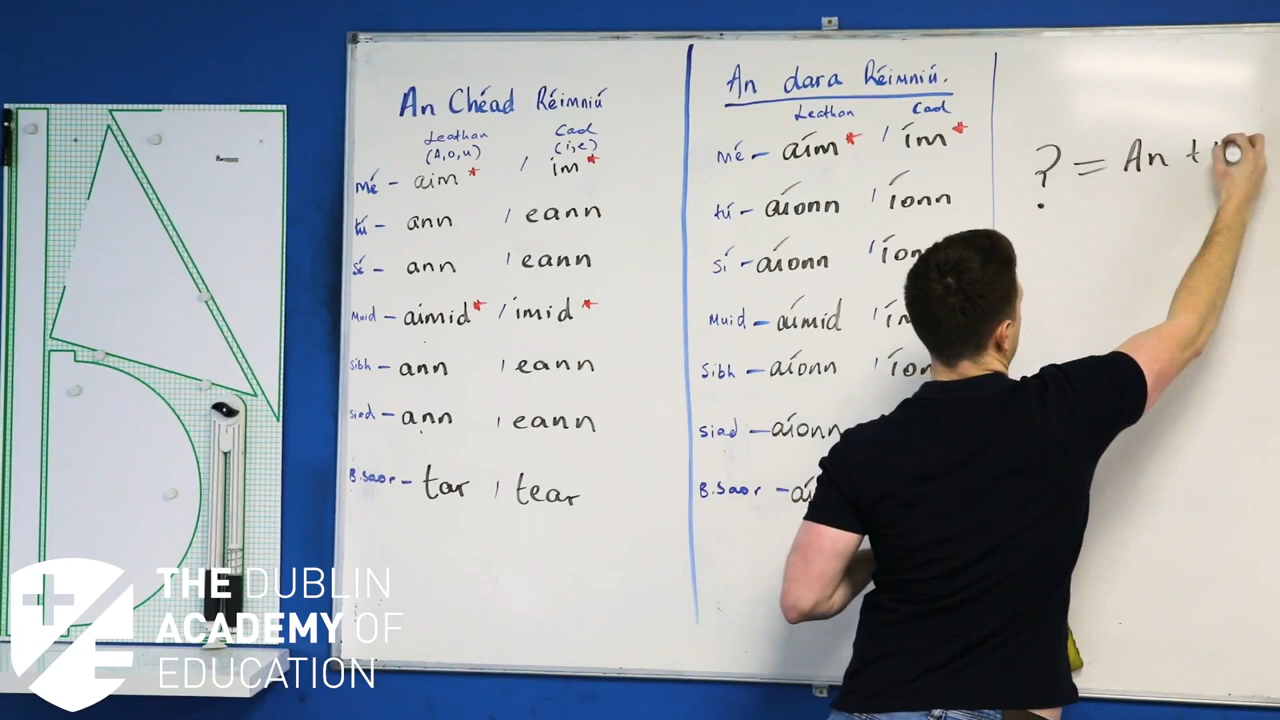 An Chéad Réimniú
Leathan Caol
(A,o,u) (i,e)
Mé - aim * / im *
tú - ann / eann
sé - ann / eann
Muid - aimid * / imid *
Sibh - ann / eann
siad - ann / eann
B.Saor - tar / tear
An dara Réimniú.
Leathan Caol
Mé - aím * / ím *
tú - aíonn / íonn
sí - aíonn
Muid - aímid
Sibh - aíonn
siad - aíonn
B.Saor
? = An
THE DUBLIN
ACADEMY OF
EDUCATION